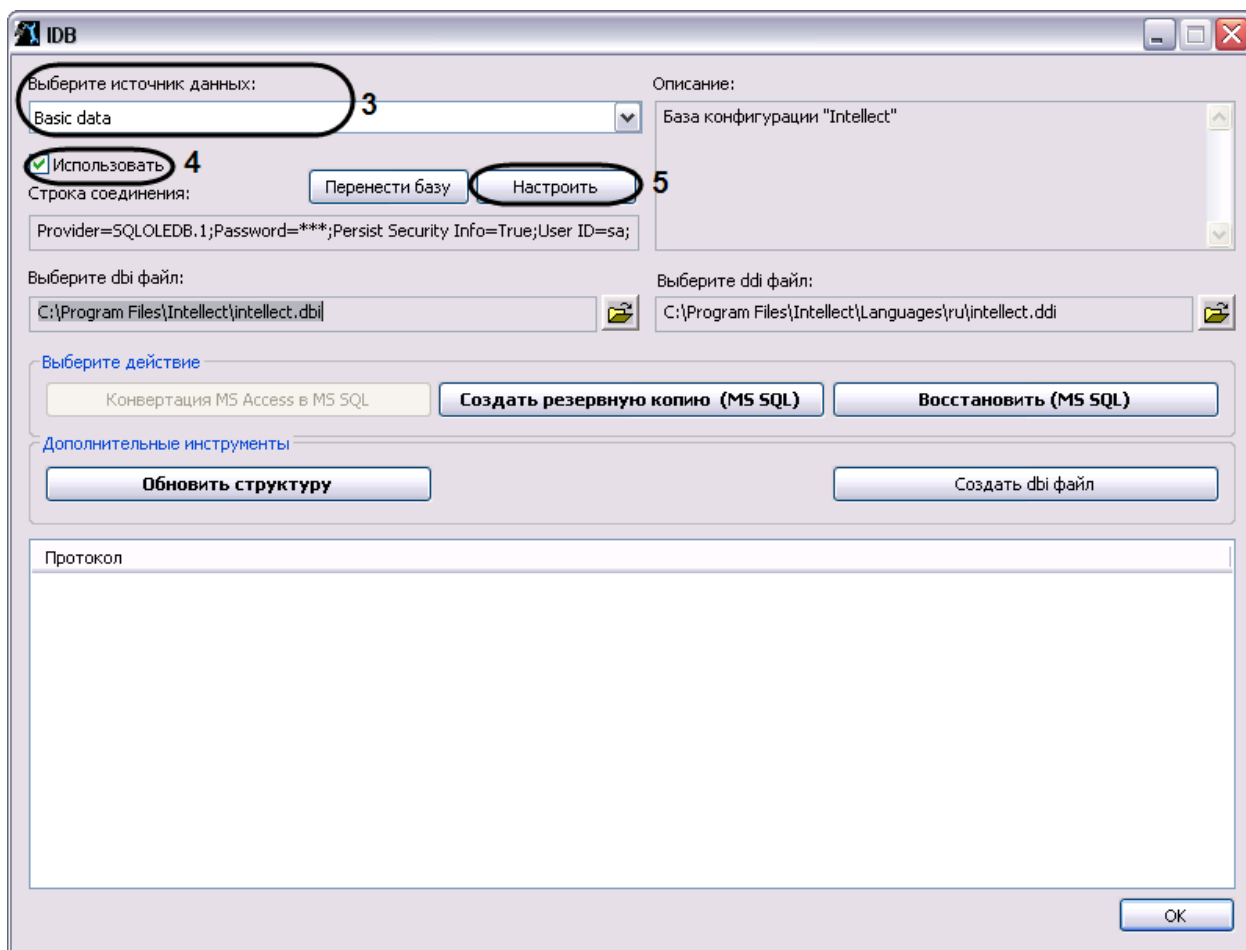 IDB
Выберите источник данных:
Basic data
3
Использовать
4
Перенести базу
Настроить
5
Строка соединения:
Provider=SQLOLEDB.1;Password=***;Persist Security Info=True;User ID=sa;
Описание:
База конфигурации "Intellect"
Выберите dbi файл:
C:\Program Files\Intellect\intellect.dbi
Выберите ddi файл:
C:\Program Files\Intellect\Languages\ru\intellect.ddi
Выберите действие
Конвертация MS Access в MS SQL
Создать резервную копию (MS SQL)
Восстановить (MS SQL)
Дополнительные инструменты
Обновить структуру
Создать dbi файл
Протокол
OK